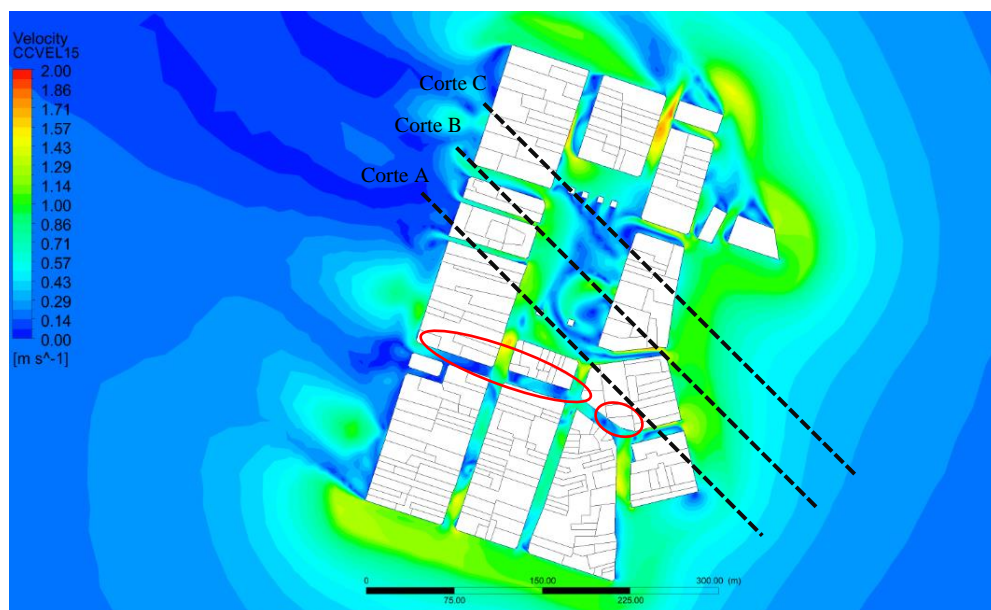 Velocity
CCVEL15
2.00
1.86
1.71
1.57
1.43
1.29
1.14
1.00
0.86
0.71
0.57
0.43
0.29
0.14
0.00
[m s^-1]
Corte C
Corte B
Corte A
0 150.00 300.00 (m)
75.00 225.00